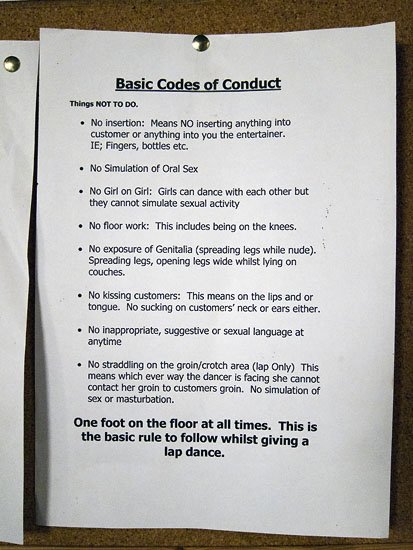 Basic Codes of Conduct
Things NOT TO DO.
• No insertion: Means NO inserting anything into
customer or anything into you the entertainer.
IE; Fingers, bottles etc.
• No Simulation of Oral Sex
• No Girl on Girl: Girls can dance with each other but
they cannot simulate sexual activity
• No floor work: This includes being on the knees.
• No exposure of Genitalia (spreading legs while nude).
Spreading legs, opening legs wide whilst lying on
couches.
• No kissing customers: This means on the lips and or
tongue. No sucking on customers' neck or ears either.
• No inappropriate, suggestive or sexual language at
anytime
• No straddling on the groin/crotch area (lap Only) This
means which ever way the dancer is facing she cannot
contact her groin to customers groin. No simulation of
sex or masturbation.
One foot on the floor at all times. This is
the basic rule to follow whilst giving a
lap dance.